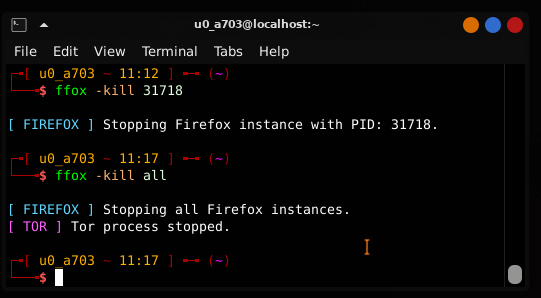 u0_a703@localhost:~
File Edit View Terminal Tabs Help
[ u0_a703 ~ 11:12 ] (~)
$ ffox -kill 31718
[ FIREFOX ] Stopping Firefox instance with PID: 31718.
[ u0_a703 ~ 11:17 ] (~)
$ ffox -kill all
[ FIREFOX ] Stopping all Firefox instances.
[ TOR ] Tor process stopped.
[ u0_a703 ~ 11:17 ] (~)
$